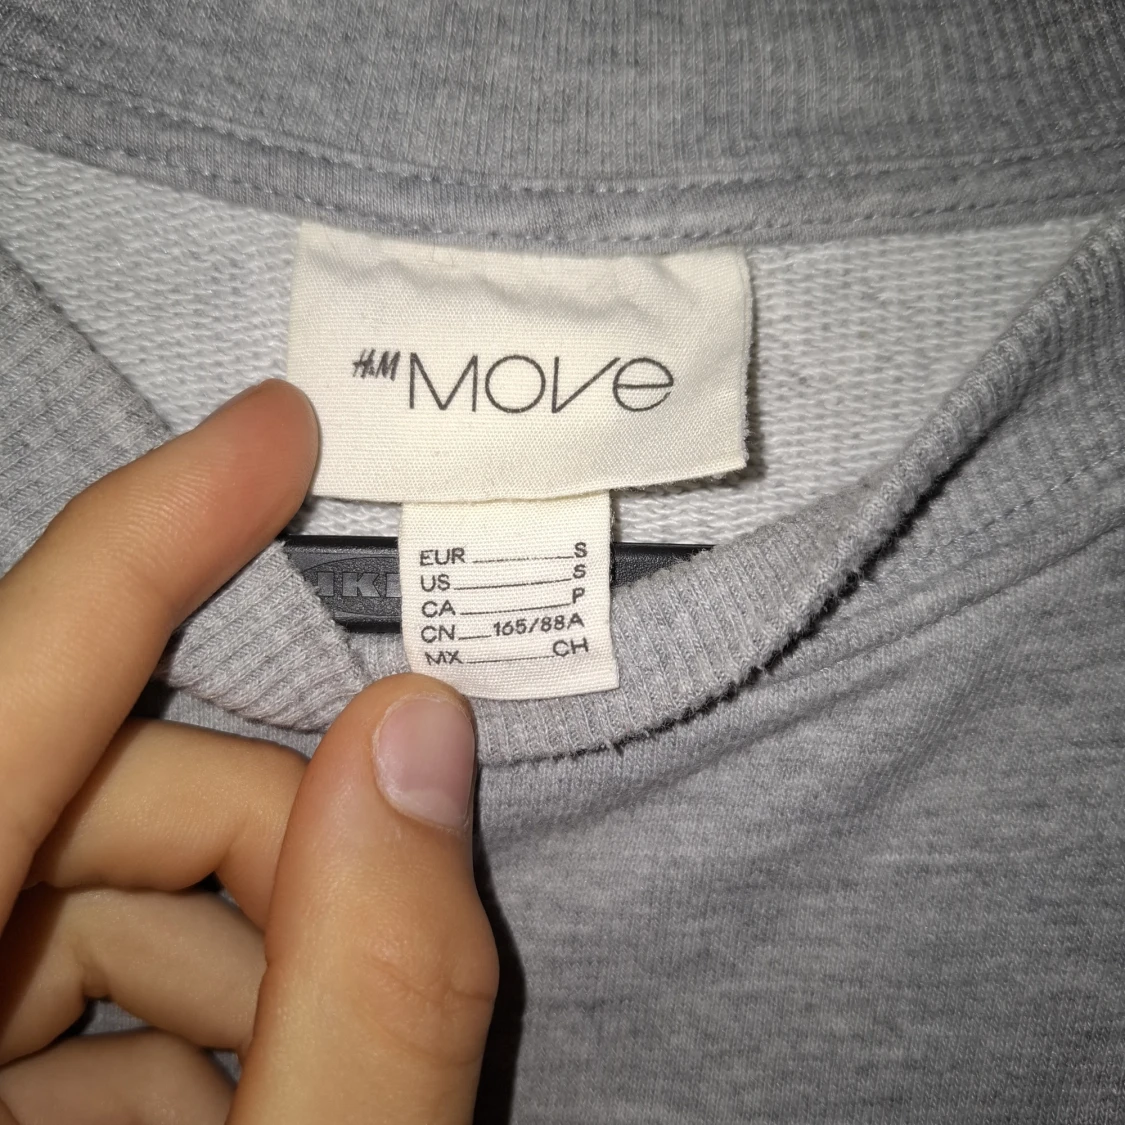 H&M MOVE
EUR S
US S
CA P
CN 165/88A
MX CH